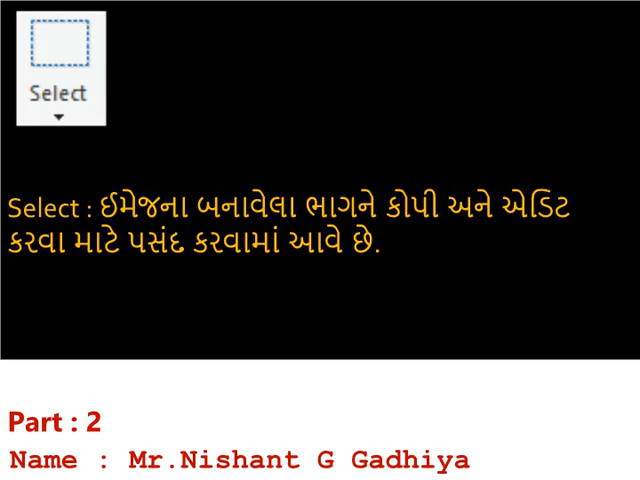 Select
Select : ઈમેજના બનાવેલા ભાગને કોપી અને એડિટ
કરવા માટે પસંદ કરવામાં આવે છે.
Part : 2
Name : Mr.Nishant G Gadhiya